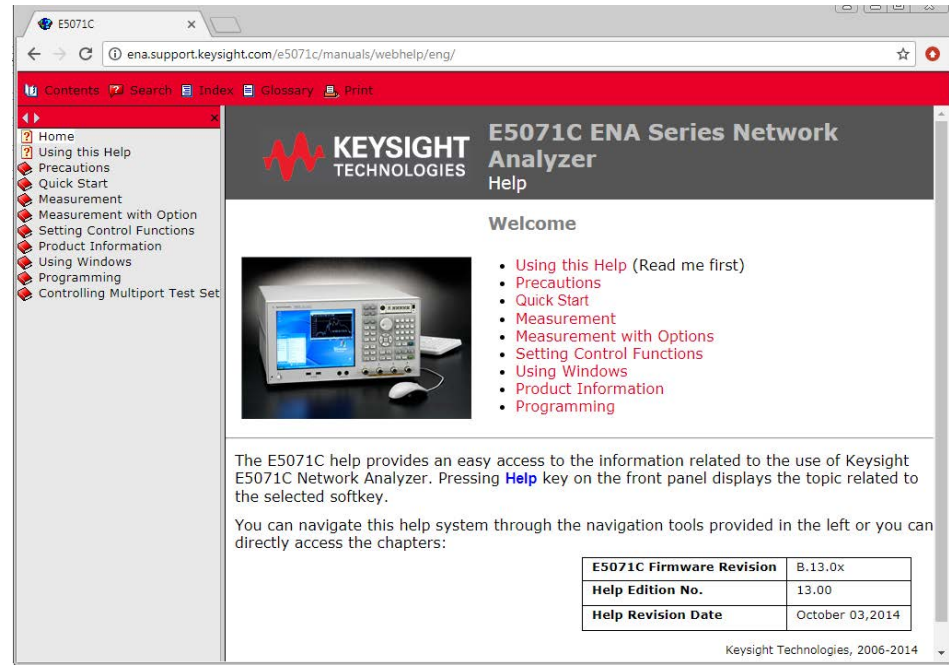 E5071C
ena.support.keysight.com/e5071c/manuals/webhelp/eng/
Contents Search Index Glossary Print
Home
Using this Help
Precautions
Quick Start
Measurement
Measurement with Option
Setting Control Functions
Product Information
Using Windows
Programming
Controlling Multiport Test Set
KEYSIGHT
TECHNOLOGIES
E5071C ENA Series Network
Analyzer
Help
Welcome
Using this Help (Read me first)
Precautions
Quick Start
Measurement
Measurement with Options
Setting Control Functions
Using Windows
Product Information
Programming
The E5071C help provides an easy access to the information related to the use of Keysight
E5071C Network Analyzer. Pressing Help key on the front panel displays the topic related to
the selected softkey.
You can navigate this help system through the navigation tools provided in the left or you can
directly access the chapters:
E5071C Firmware Revision B.13.0x
Help Edition No. 13.00
Help Revision Date October 03,2014
Keysight Technologies, 2006-2014